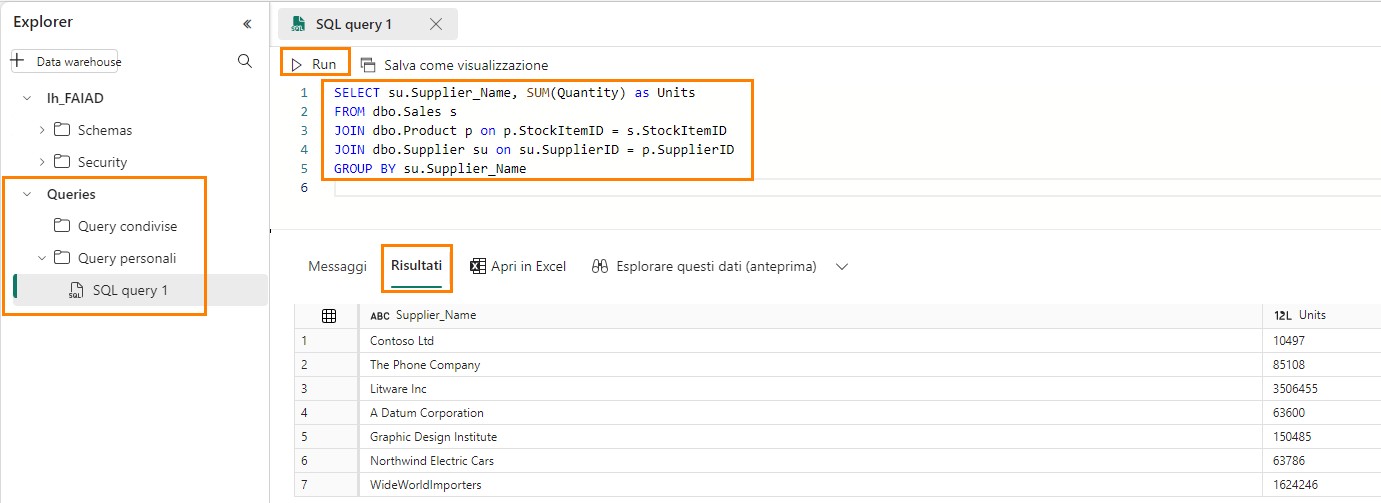 Explorer
«
Data warehouse
lh_FAIAD
Schemas
Security
Queries
Query condivise
Query personali
SQL query 1
SQL query 1
Run
Salva come visualizzazione
1 SELECT su.Supplier_Name, SUM(Quantity) as Units
2 FROM dbo.Sales s
3 JOIN dbo.Product p on p.StockItemID = s.StockItemID
4 JOIN dbo.Supplier su on su.SupplierID = p.SupplierID
5 GROUP BY su.Supplier_Name
6
Messaggi Risultati Apri in Excel Esplorare questi dati (anteprima)
ABC Supplier_Name 12L Units
1 Contoso Ltd 10497
2 The Phone Company 85108
3 Litware Inc 3506455
4 A Datum Corporation 63600
5 Graphic Design Institute 150485
6 Northwind Electric Cars 63786
7 WideWorldImporters 1624246